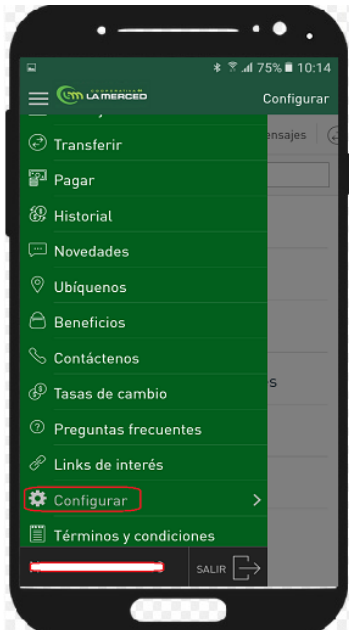 75% 10:14
COOPERATIVA
LA MERCED
Configurar
ensajes
Transferir
Pagar
Historial
Novedades
Ubíquenos
Beneficios
Contáctenos
s
Tasas de cambio
Preguntas frecuentes
Links de interés
Configurar
Términos y condiciones
SALIR